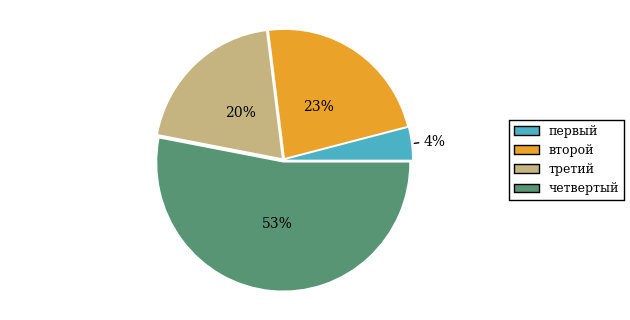 23%
20%
4%
53%
первый
второй
третий
четвертый